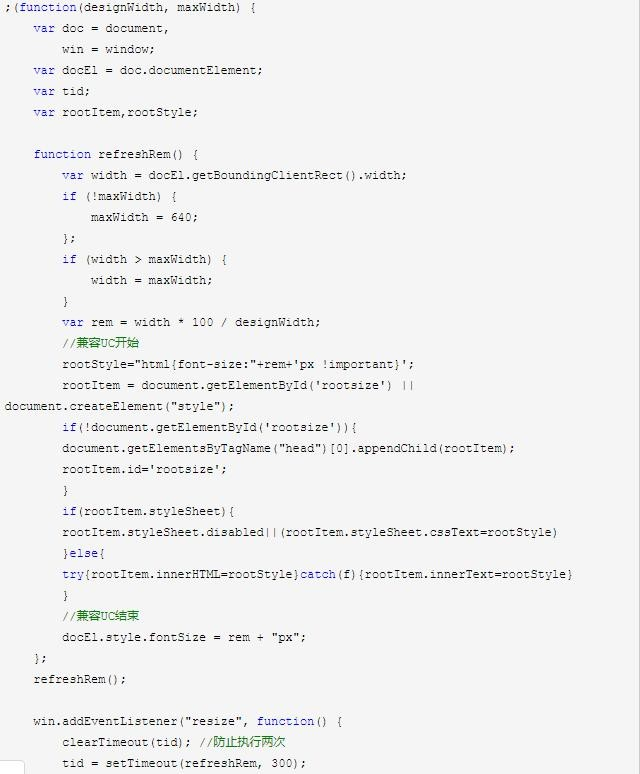 ;(function(designWidth, maxWidth) {
    var doc = document,
        win = window;
    var docEl = doc.documentElement;
    var tid;
    var rootItem,rootStyle;

    function refreshRem() {
        var width = docEl.getBoundingClientRect().width;
        if (!maxWidth) {
            maxWidth = 640;
        };
        if (width > maxWidth) {
            width = maxWidth;
        }
        var rem = width * 100 / designWidth;
        //兼容UC开始
        rootStyle="html{font-size:"+rem+'px !important}';
        rootItem = document.getElementById('rootsize') ||
document.createElement("style");
        if(!document.getElementById('rootsize')){
        document.getElementsByTagName("head")[0].appendChild(rootItem);
        rootItem.id='rootsize';
        }
        if(rootItem.styleSheet){
        rootItem.styleSheet.disabled||(rootItem.styleSheet.cssText=rootStyle)
        }else{
        try{rootItem.innerHTML=rootStyle}catch(f){rootItem.innerText=rootStyle}
        }
        //兼容UC结束
        docEl.style.fontSize = rem + "px";
    };
    refreshRem();

    win.addEventListener("resize", function() {
        clearTimeout(tid); //防止执行两次
        tid = setTimeout(refreshRem, 300);